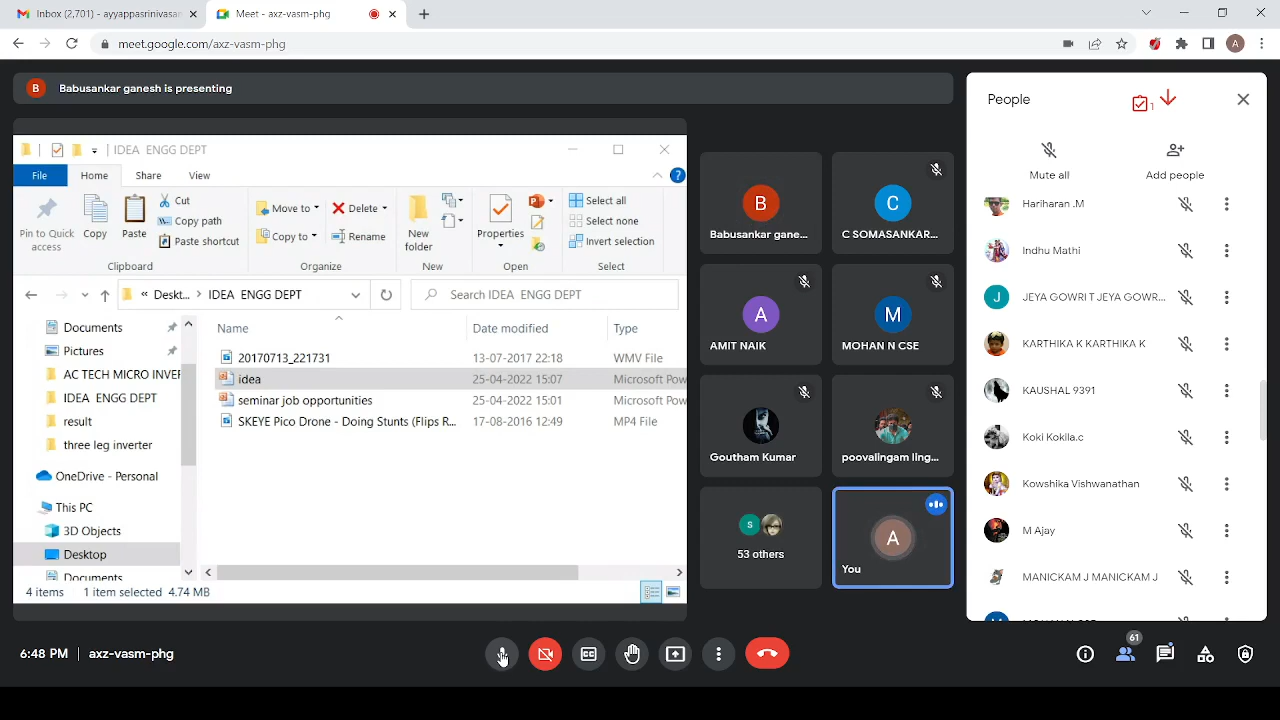 Inbox (2,701) - ayyappasrinivasan
Meet - axz-vasm-phg
meet.google.com/axz-vasm-phg
A
B Babusankar ganesh is presenting
IDEA ENGG DEPT
File Home Share View
Pin to Quick access
Copy
Paste
Cut
Copy path
Paste shortcut
Clipboard
Move to
Copy to
Delete
Rename
Organize
New folder
New
Properties
Open
Select all
Select none
Invert selection
Select
« Deskt... IDEA ENGG DEPT
Search IDEA ENGG DEPT
Documents
Pictures
AC TECH MICRO INVER
IDEA ENGG DEPT
result
three leg inverter
OneDrive - Personal
This PC
3D Objects
Desktop
Documents
Name Date modified Type
20170713_221731 13-07-2017 22:18 WMV File
idea 25-04-2022 15:07 Microsoft Pow
seminar job opportunities 25-04-2022 15:01 Microsoft Pow
SKEYE Pico Drone - Doing Stunts (Flips R... 17-08-2016 12:49 MP4 File
4 items 1 item selected 4.74 MB
B
Babusankar gane...
C
C SOMASANKAR...
A
AMIT NAIK
M
MOHAN N CSE
Goutham Kumar
poovalingam ling...
S
53 others
A
You
People
1
Mute all
Add people
Hariharan .M
Indhu Mathi
J JEYA GOWRI T JEYA GOWR...
KARTHIKA K KARTHIKA K
KAUSHAL 9391
Koki Kokila.c
Kowshika Vishwanathan
M Ajay
MANICKAM J MANICKAM J
6:48 PM | axz-vasm-phg
61